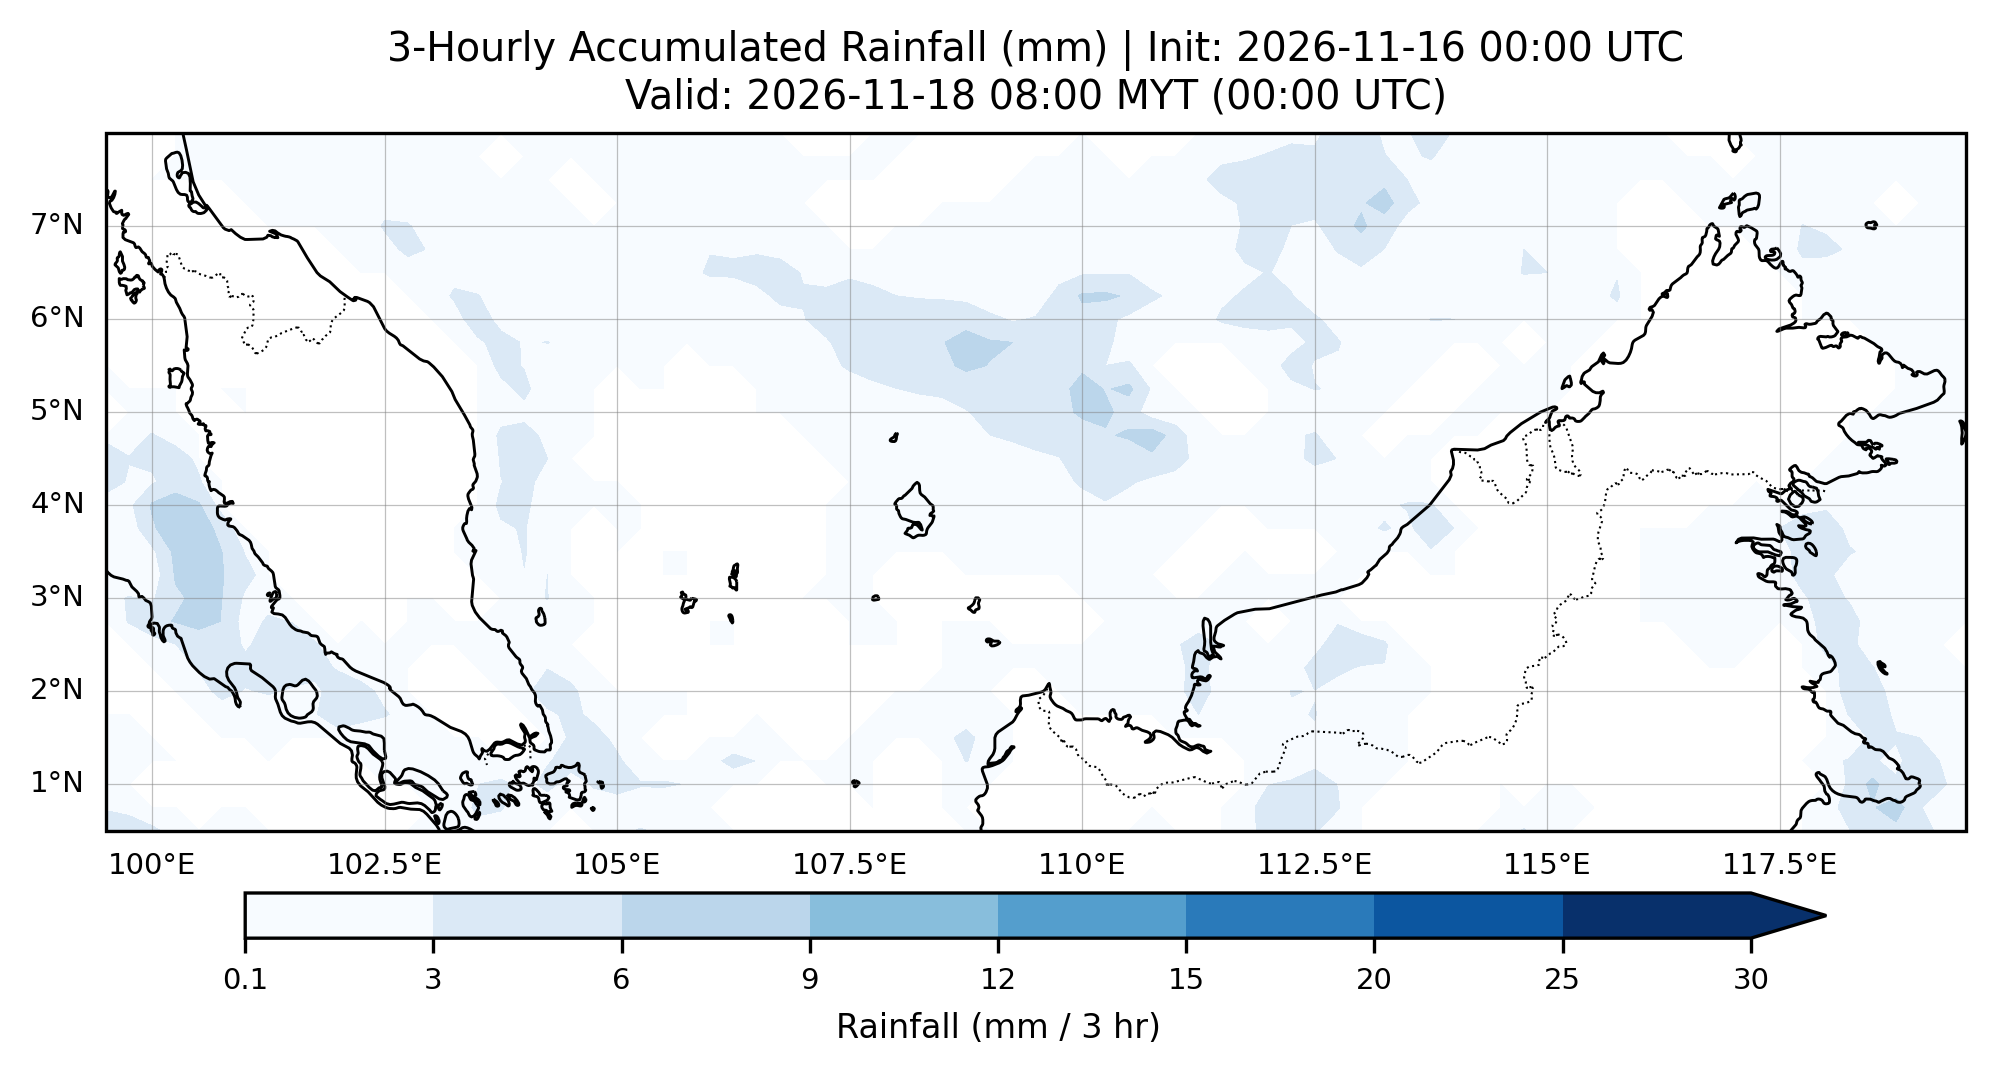 3-Hourly Accumulated Rainfall (mm) | Init: 2026-11-16 00:00 UTC
Valid: 2026-11-18 08:00 MYT (00:00 UTC)
7°N
6°N
5°N
4°N
3°N
2°N
1°N
100°E 102.5°E 105°E 107.5°E 110°E 112.5°E 115°E 117.5°E
0.1 3 6 9 12 15 20 25 30
Rainfall (mm / 3 hr)